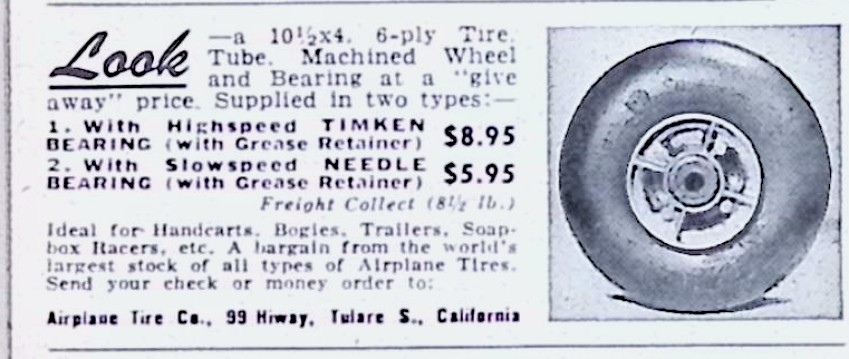 Look —a 10½x4. 6-ply Tire.
Tube. Machined Wheel
and Bearing at a "give
away" price. Supplied in two types:—
1. With Highspeed TIMKEN
BEARING (with Grease Retainer) $8.95
2. With Slowspeed NEEDLE
BEARING (with Grease Retainer) $5.95
Freight Collect (8½ lb.)
Ideal for Handcarts. Bogies. Trailers, Soap-
box Racers, etc. A bargain from the world's
largest stock of all types of Airplane Tires.
Send your check or money order to:
Airplane Tire Co., 99 Hiway, Tulare S., California